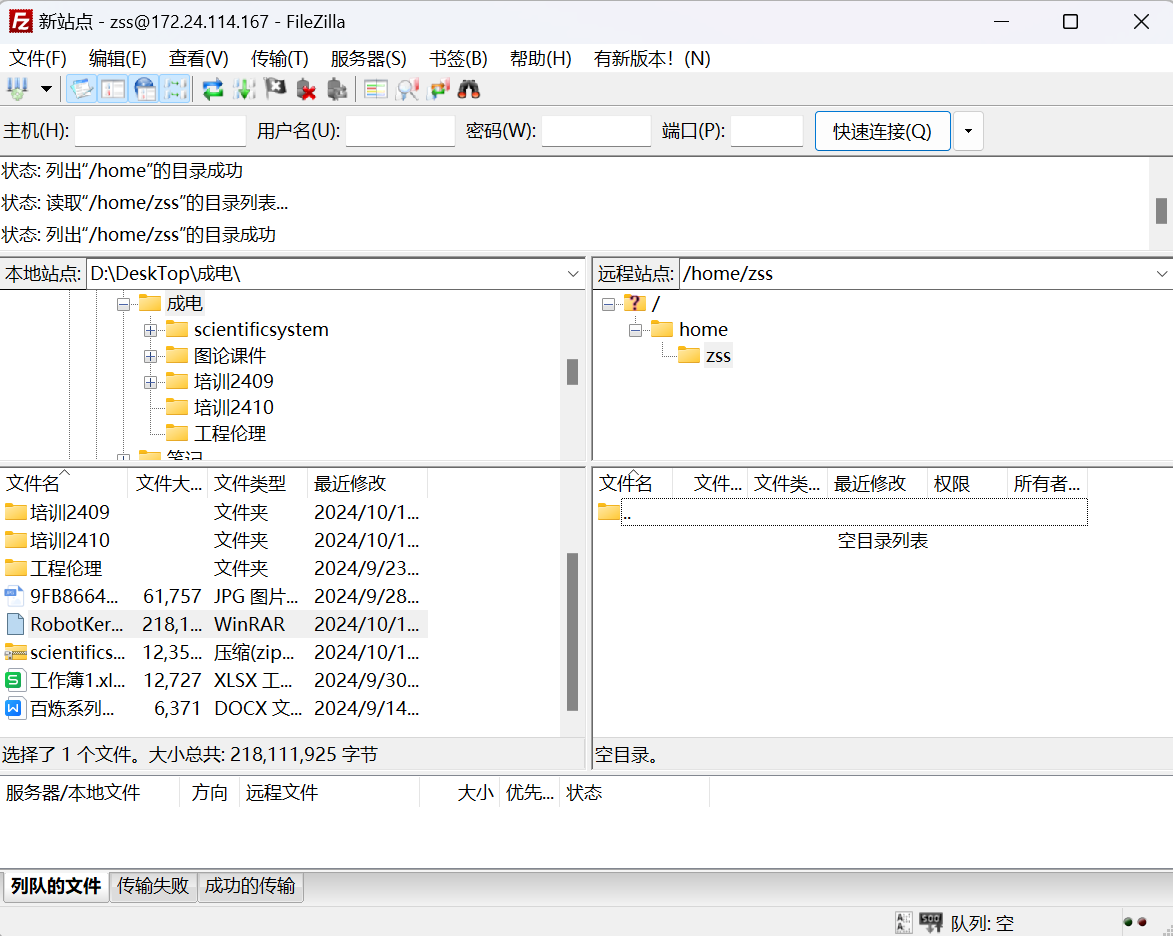 新站点 - zss@172.24.114.167 - FileZilla
文件(F) 编辑(E) 查看(V) 传输(T) 服务器(S) 书签(B) 帮助(H) 有新版本！(N)
主机(H): 用户名(U): 密码(W): 端口(P): 快速连接(Q)
状态: 列出“/home”的目录成功
状态: 读取“/home/zss”的目录列表...
状态: 列出“/home/zss”的目录成功
本地站点: D:\DeskTop\成电\
成电
scientificsystem
图论课件
培训2409
培训2410
工程伦理
笔记
远程站点: /home/zss
/
home
zss
文件名 文件大... 文件类型 最近修改
培训2409 文件夹 2024/10/1...
培训2410 文件夹 2024/10/1...
工程伦理 文件夹 2024/9/23...
9FB8664... 61,757 JPG 图片... 2024/9/28...
RobotKer... 218,1... WinRAR 2024/10/1...
scientifics... 12,35... 压缩(zip... 2024/10/1...
工作簿1.xl... 12,727 XLSX 工... 2024/9/30...
百炼系列... 6,371 DOCX 文... 2024/9/14...
选择了 1 个文件。大小总共: 218,111,925 字节
文件名 文件... 文件类... 最近修改 权限 所有者...
..
空目录列表
空目录。
服务器/本地文件 方向 远程文件 大小 优先... 状态
列队的文件 传输失败 成功的传输
队列: 空